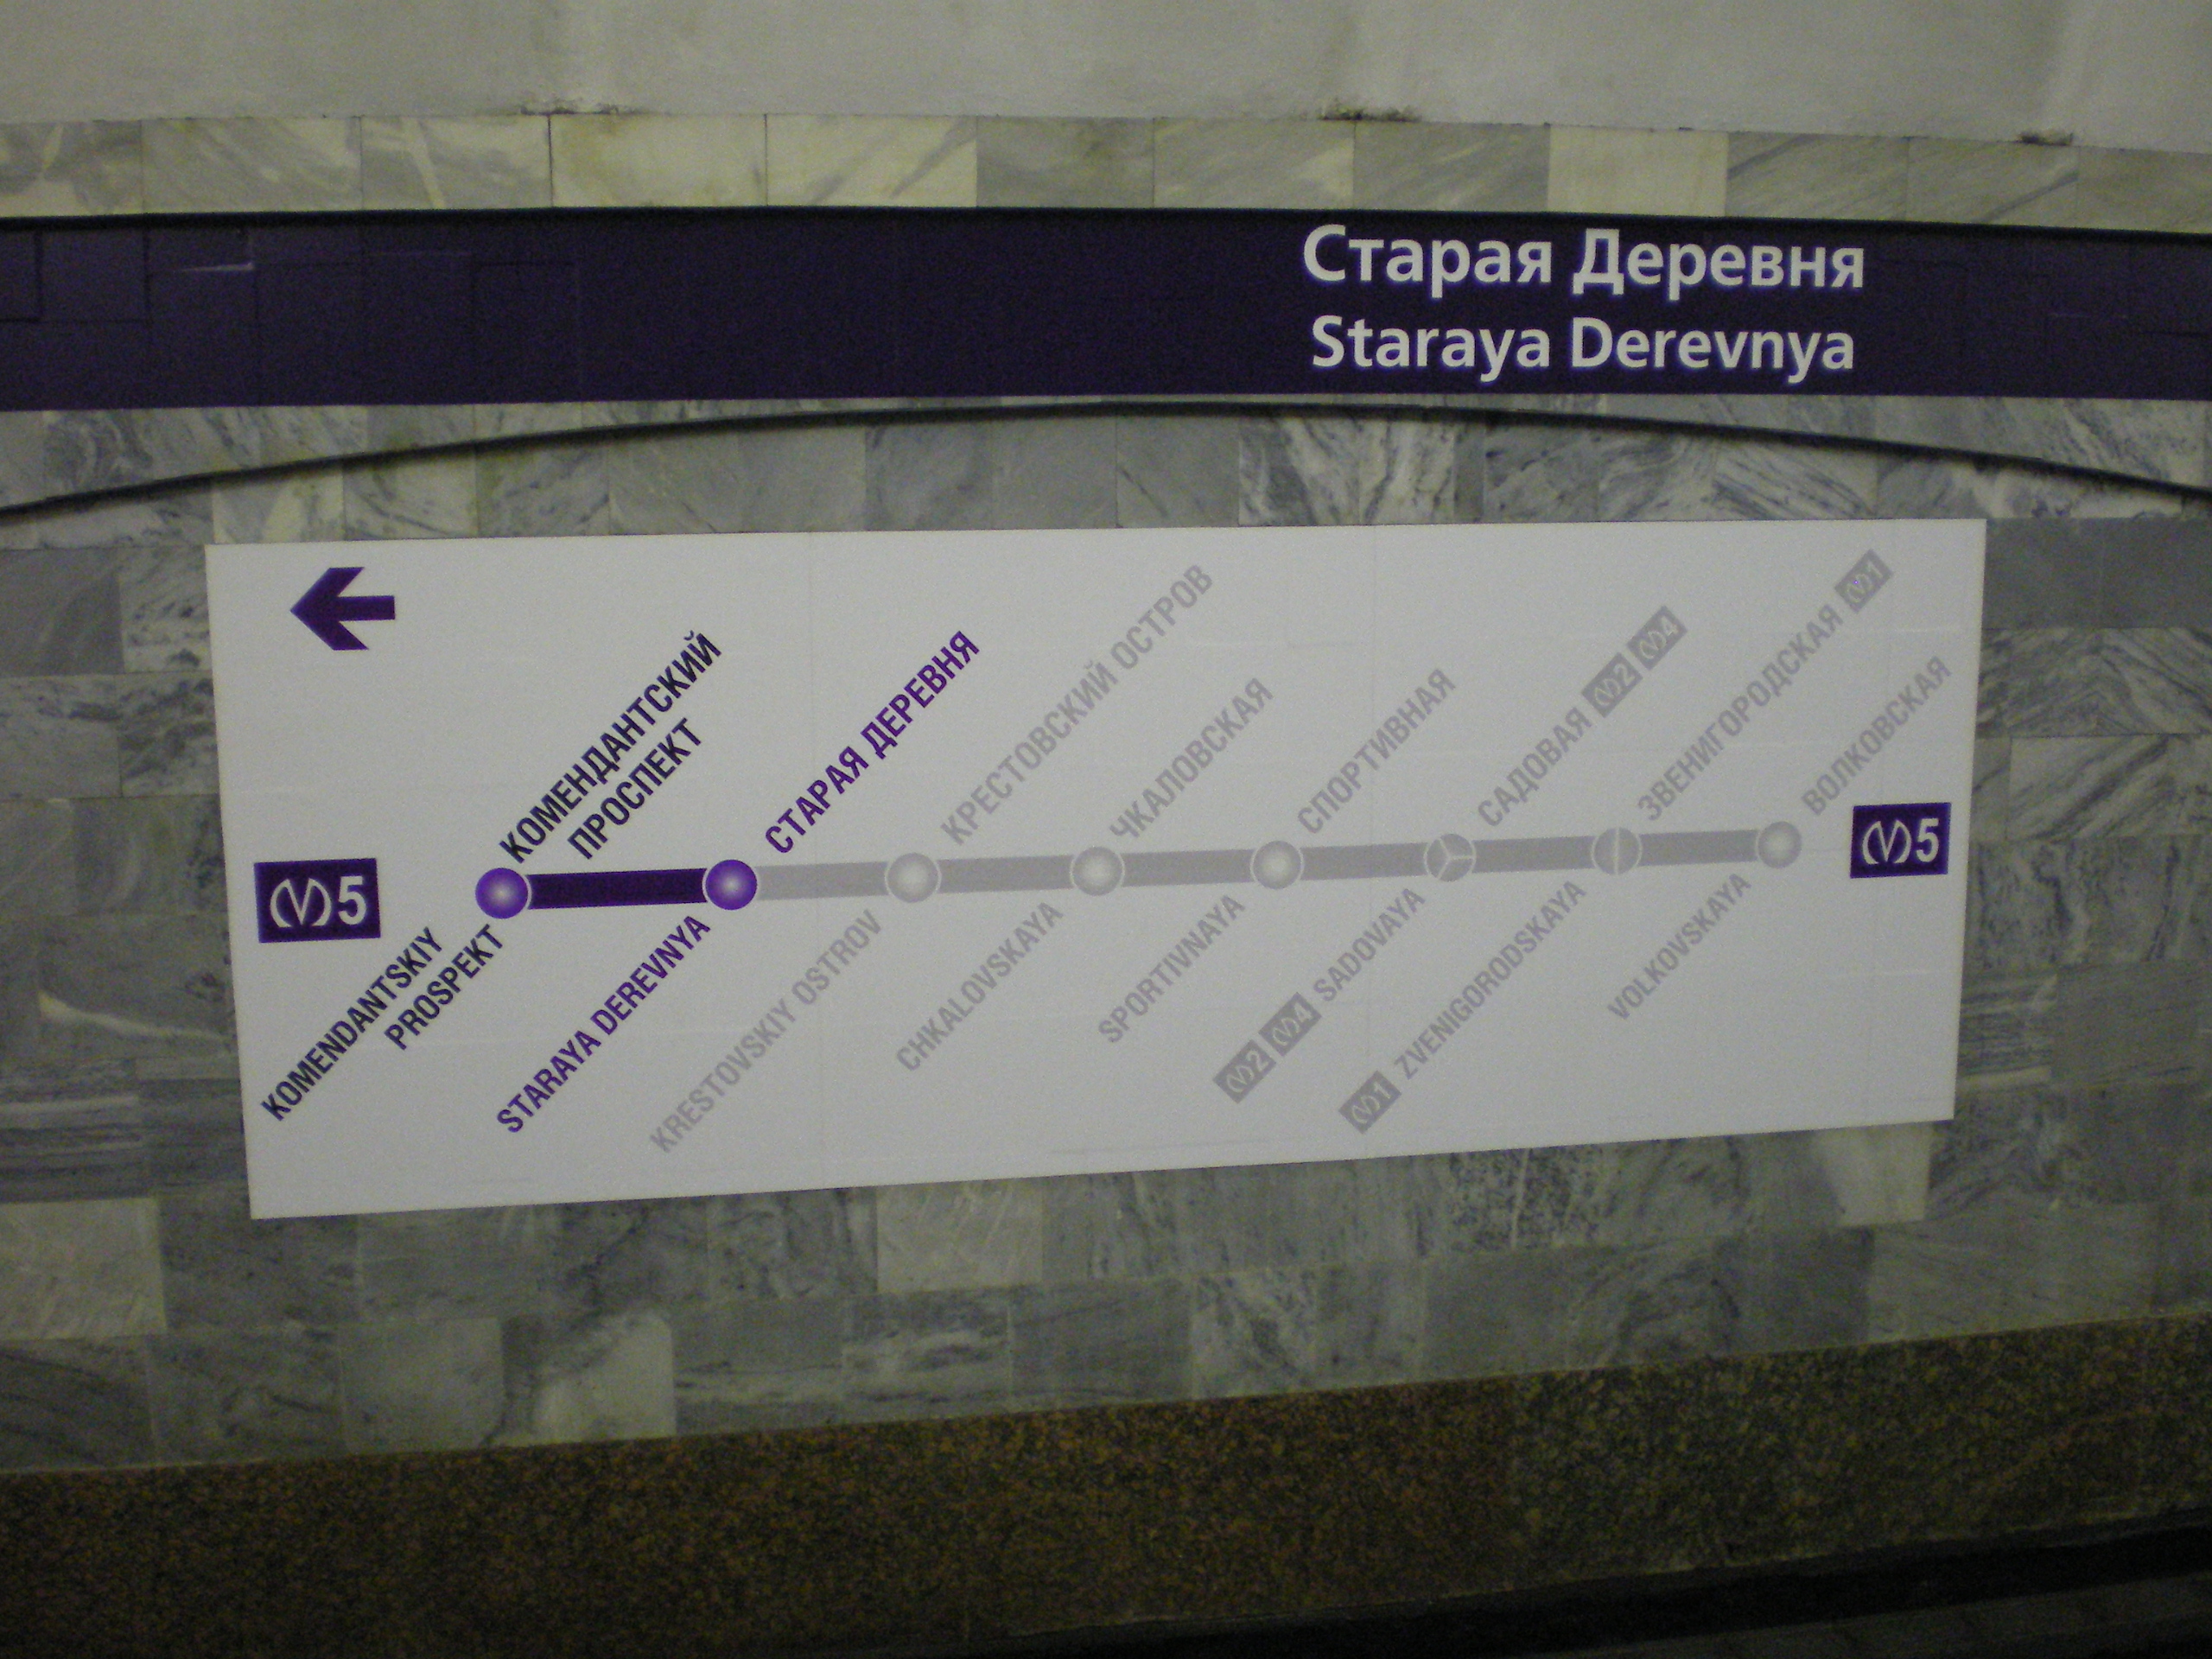 Старая Деревня
Staraya Derevnya
КОМЕНДАНТСКИЙ
ПРОСПЕКТ
СТАРАЯ ДЕРЕВНЯ
КРЕСТОВСКИЙ ОСТРОВ
ЧКАЛОВСКАЯ
СПОРТИВНАЯ
САДОВАЯ М2 М4
ЗВЕНИГОРОДСКАЯ М1
ВОЛКОВСКАЯ
М5
М5
KOMENDANTSKIY
PROSPEKT
STARAYA DEREVNYA
KRESTOVSKIY OSTROV
CHKALOVSKAYA
SPORTIVNAYA
М2 М4 SADOVAYA
М1 ZVENIGORODSKAYA
VOLKOVSKAYA